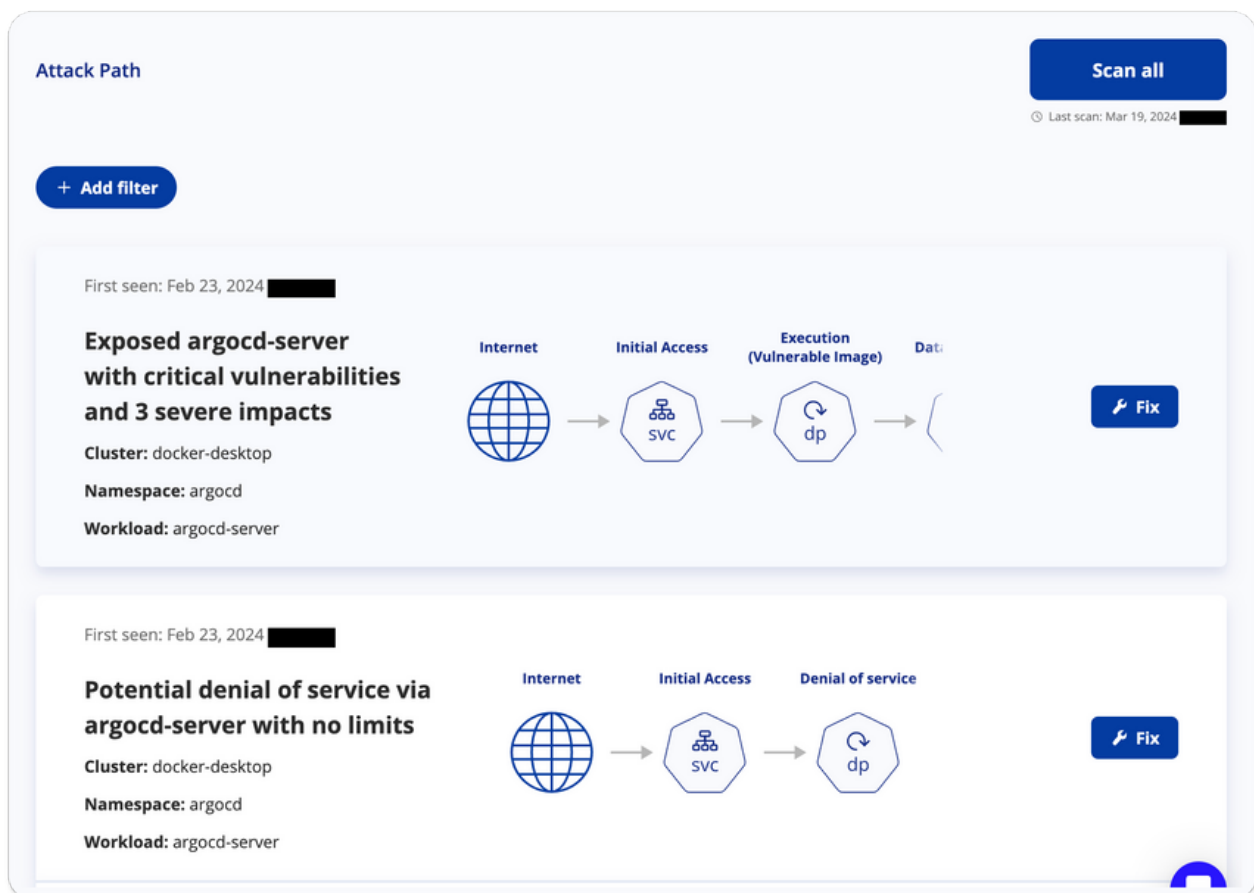 Attack Path
Scan all
Last scan: Mar 19, 2024
+ Add filter
First seen: Feb 23, 2024
Exposed argocd-server
with critical vulnerabilities
and 3 severe impacts
Cluster: docker-desktop
Namespace: argocd
Workload: argocd-server
Internet
Initial Access
Execution
(Vulnerable Image)
svc
dp
Fix
First seen: Feb 23, 2024
Potential denial of service via
argocd-server with no limits
Cluster: docker-desktop
Namespace: argocd
Workload: argocd-server
Internet
Initial Access
Denial of service
svc
dp
Fix